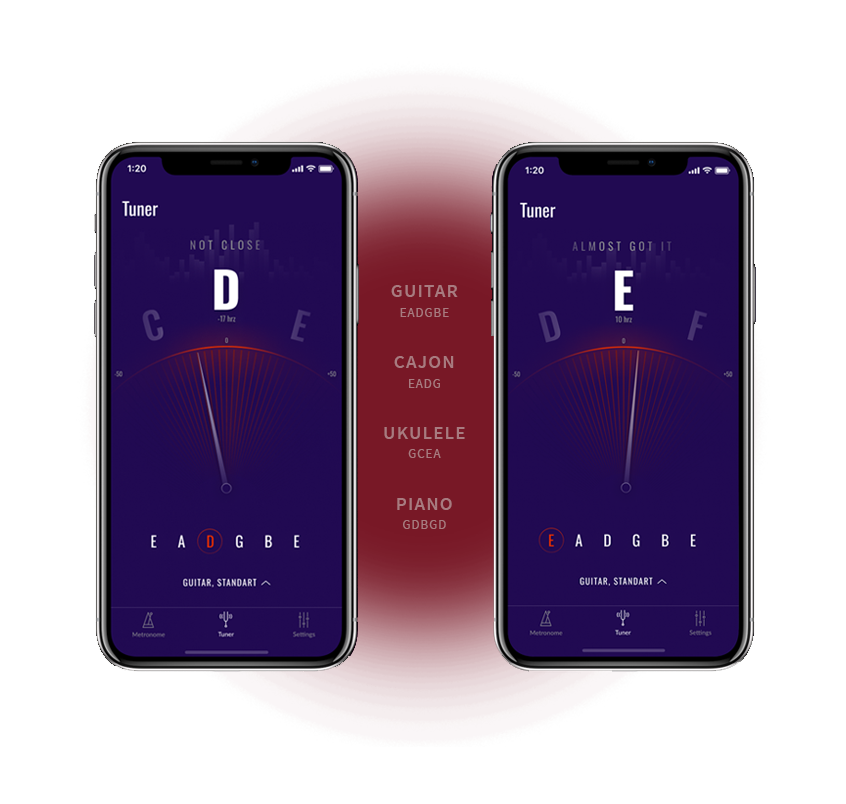 1:20
Tuner
NOT CLOSE
D
-17 hrz
C
E
0
-50
+50
E A D G B E
GUITAR, STANDART
Metronome
Tuner
Settings
GUITAR
EADGBE
CAJON
EADG
UKULELE
GCEA
PIANO
GDBGD
1:20
Tuner
ALMOST GOT IT
E
10 hrz
D
F
0
-50
+50
E A D G B E
GUITAR, STANDART
Metronome
Tuner
Settings